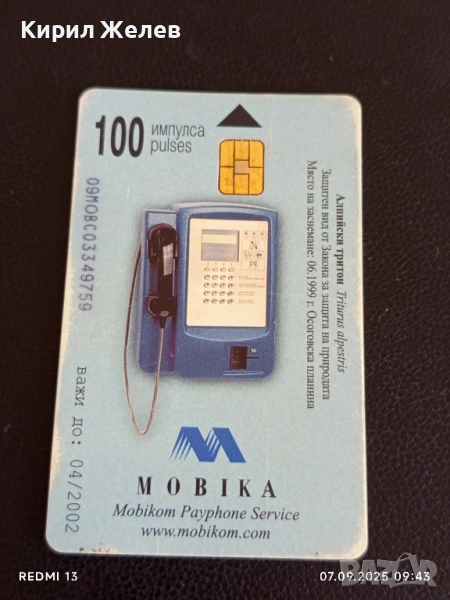 Кирил Желев
100 импулса
pulses
Алпийски тритон Triturus alpestris
Защитен вид от Закона за защита на природата
Място на заснемане: 06.1999 г. Осоговска планина
09MOBC03349759
важи до: 04/2002
MOBIKA
Mobikom Payphone Service
www.mobikom.com
REDMI 13
07.09.2025 09:43
bazar